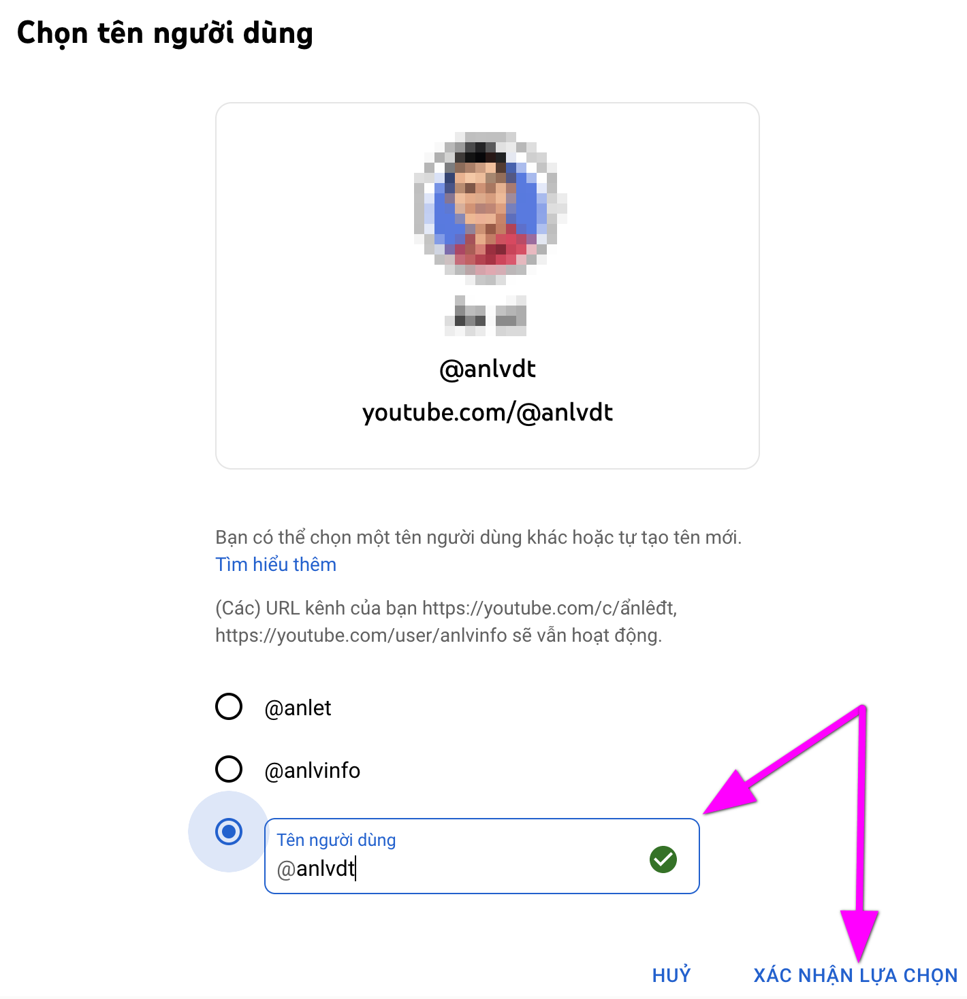 Chọn tên người dùng
@anlvdt
youtube.com/@anlvdt
Bạn có thể chọn một tên người dùng khác hoặc tự tạo tên mới.
Tìm hiểu thêm
(Các) URL kênh của bạn https://youtube.com/c/ẩnlêđt,
https://youtube.com/user/anlvinfo sẽ vẫn hoạt động.
@anlet
@anlvinfo
Tên người dùng
@anlvdt
HUỶ XÁC NHẬN LỰA CHỌN